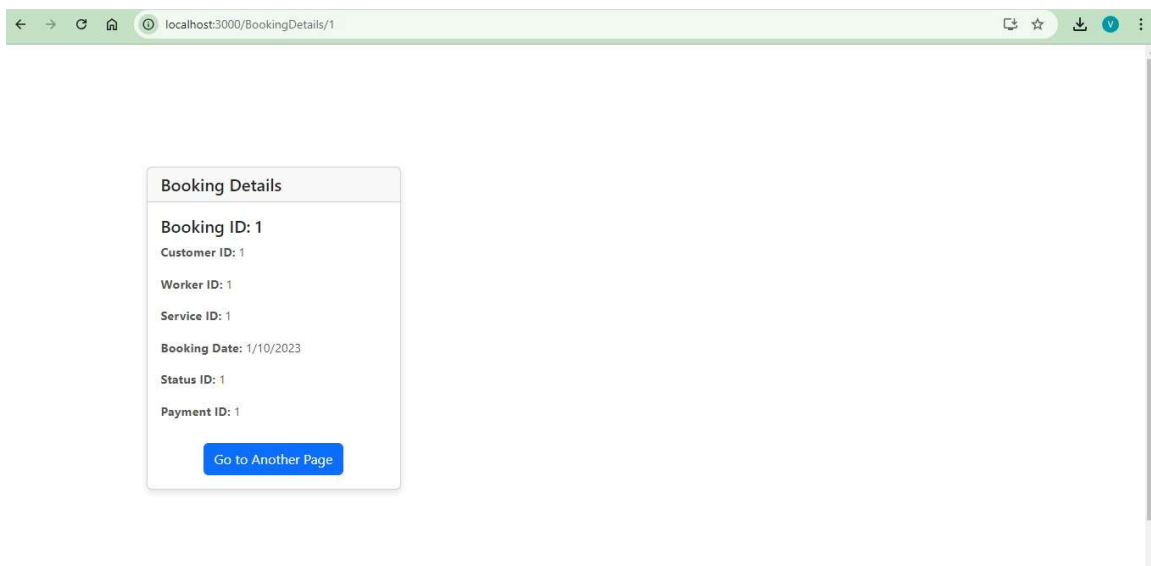 localhost:3000/BookingDetails/1
V
Booking Details
Booking ID: 1
Customer ID: 1
Worker ID: 1
Service ID: 1
Booking Date: 1/10/2023
Status ID: 1
Payment ID: 1
Go to Another Page